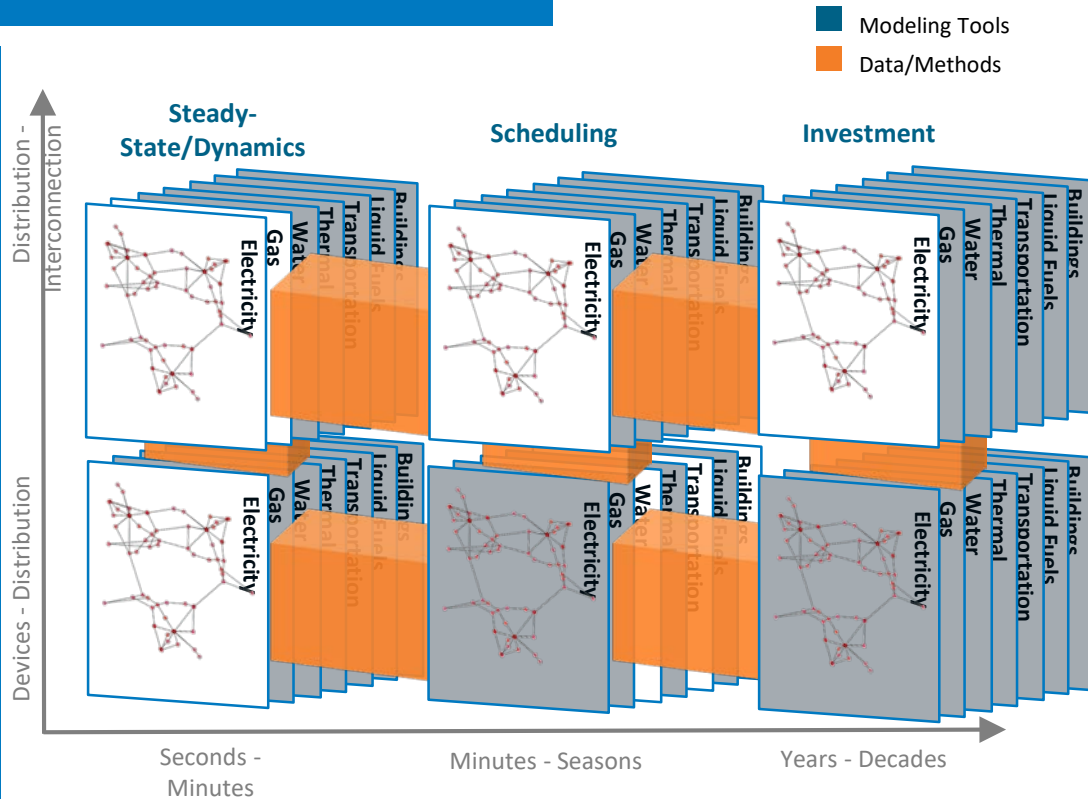 Modeling Tools
Data/Methods
Steady-
State/Dynamics
Scheduling
Investment
Distribution -
Interconnection
Electricity
Gas
Water
Thermal
Transportation
Liquid Fuels
Buildings
Electricity
Gas
Water
Thermal
Transportation
Liquid Fuels
Buildings
Electricity
Gas
Water
Thermal
Transportation
Liquid Fuels
Buildings
Devices - Distribution
Electricity
Gas
Water
Thermal
Transportation
Liquid Fuels
Buildings
Electricity
Gas
Water
Thermal
Transportation
Liquid Fuels
Buildings
Electricity
Gas
Water
Thermal
Transportation
Liquid Fuels
Buildings
Seconds -
Minutes
Minutes - Seasons
Years - Decades